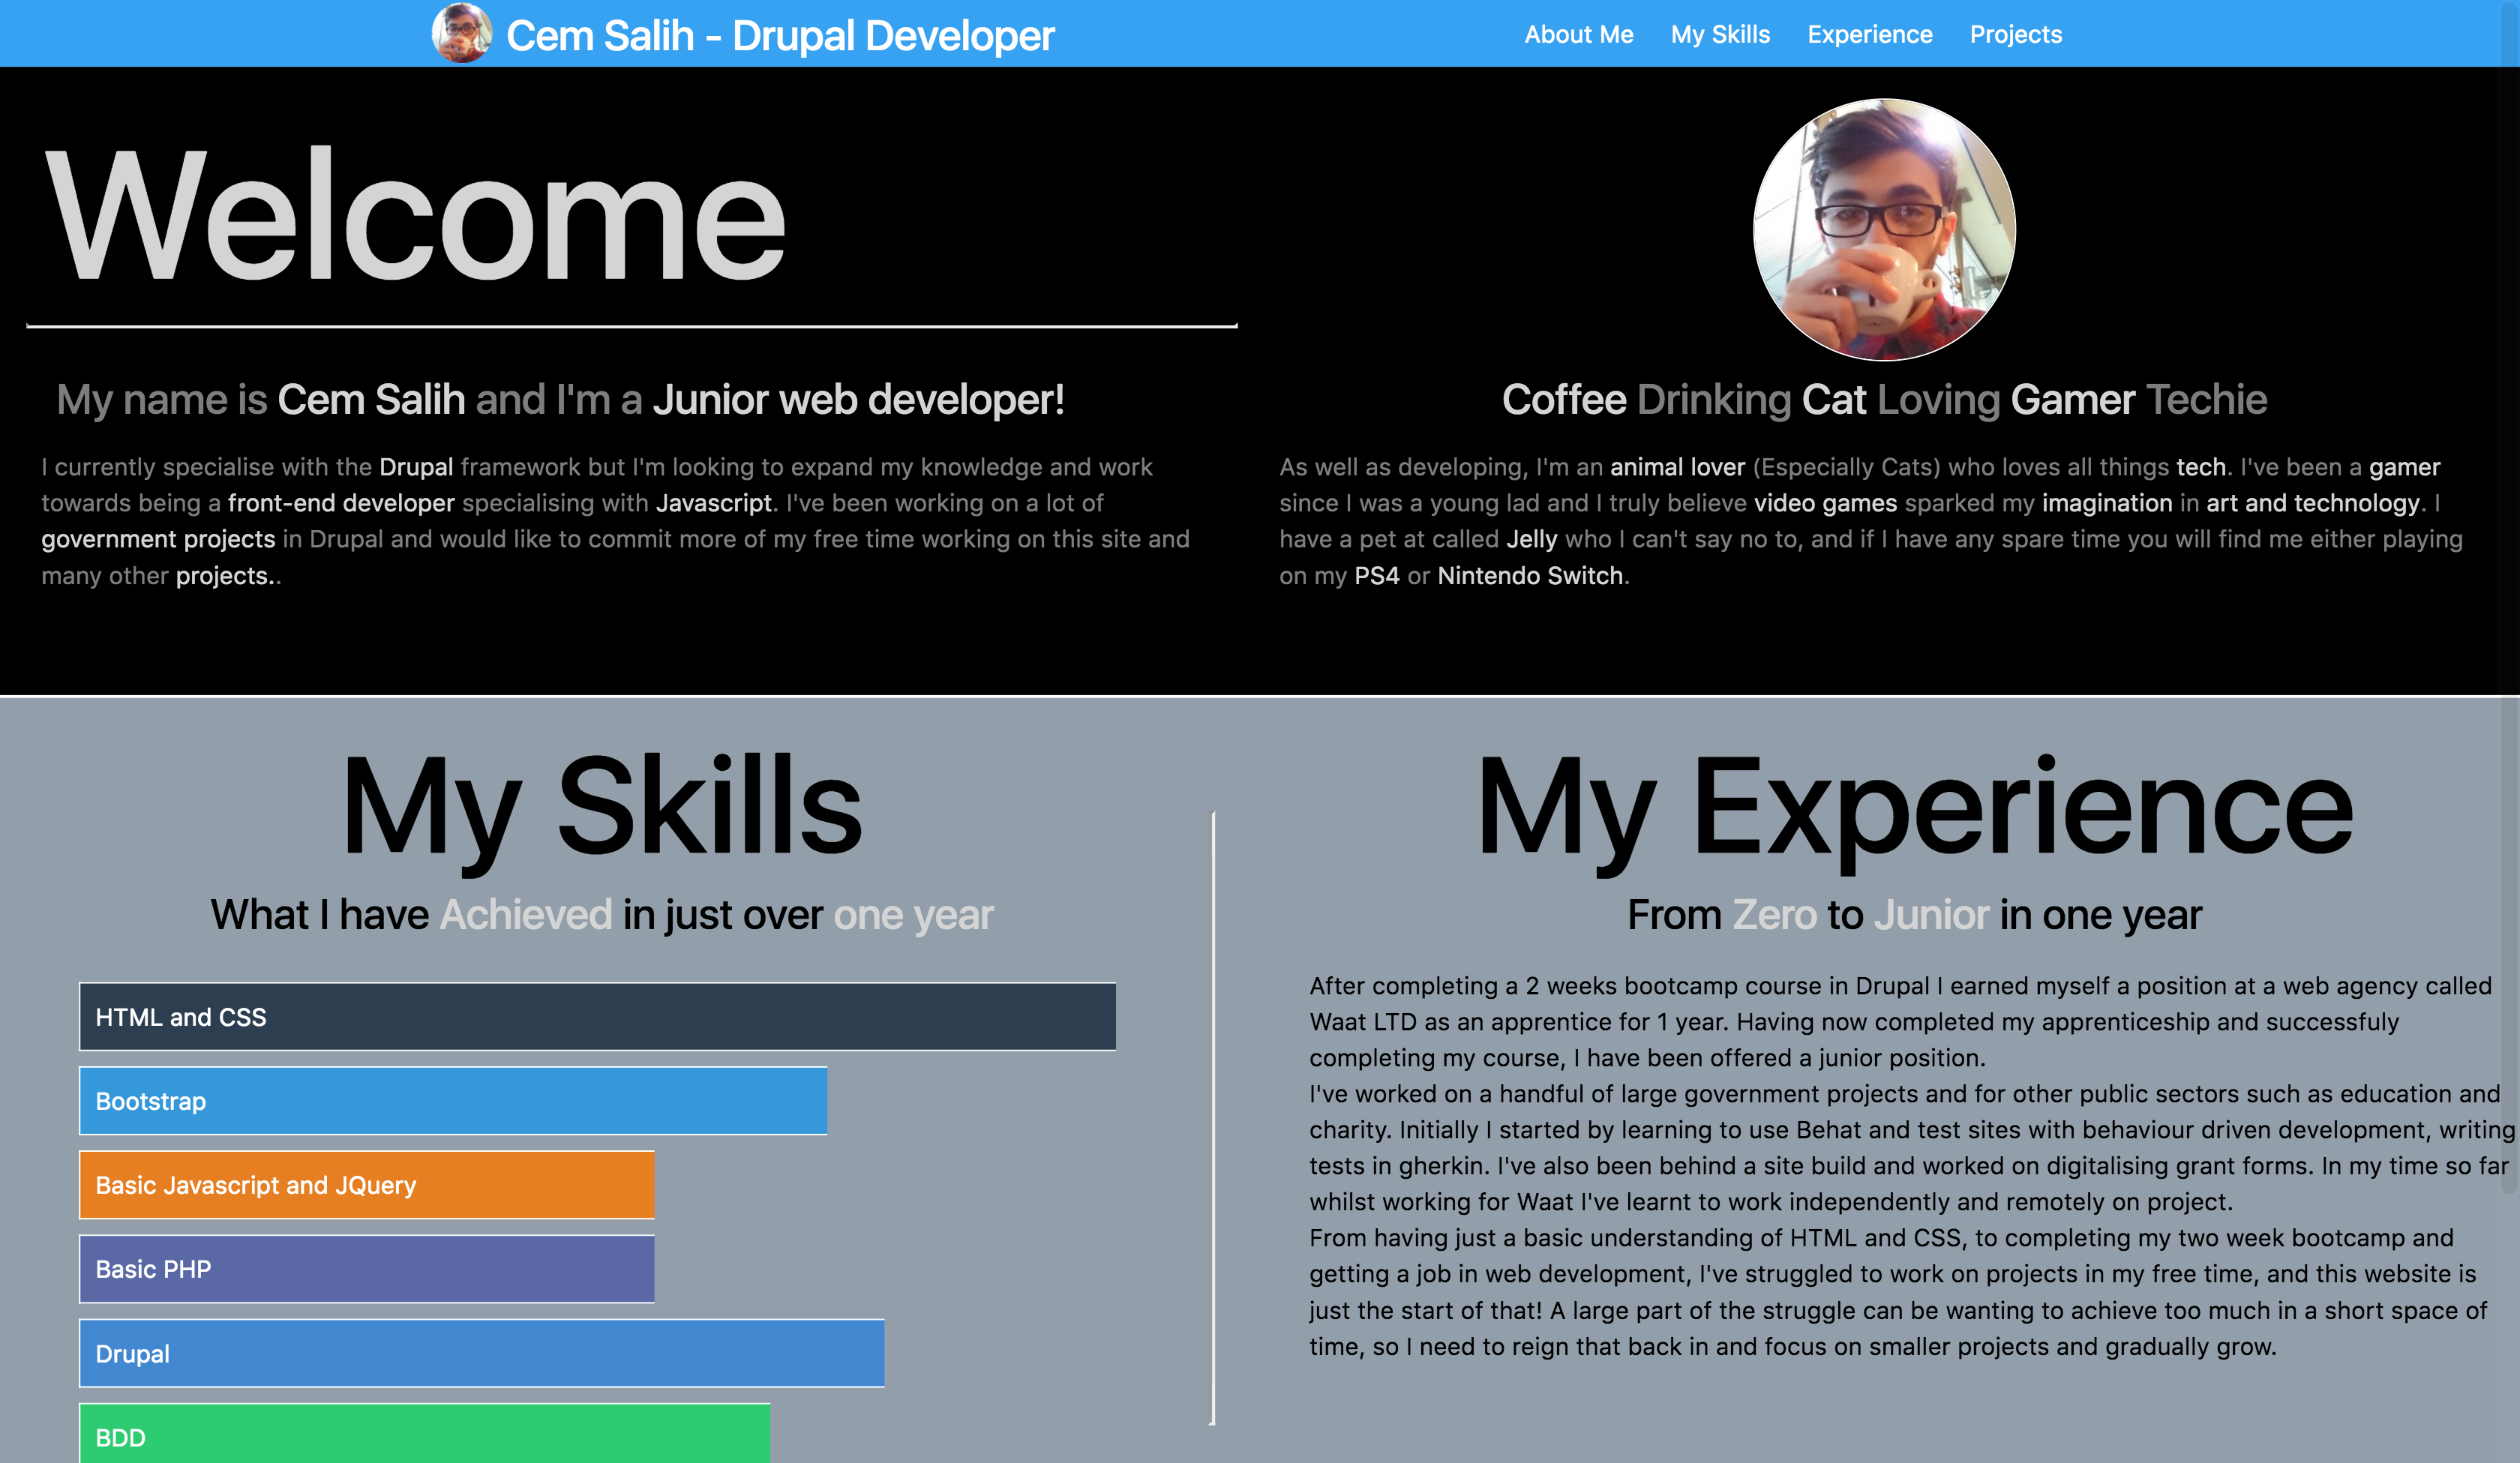 Cem Salih - Drupal Developer
About Me My Skills Experience Projects
Welcome
My name is Cem Salih and I'm a Junior web developer!
I currently specialise with the Drupal framework but I'm looking to expand my knowledge and work
towards being a front-end developer specialising with Javascript. I've been working on a lot of
government projects in Drupal and would like to commit more of my free time working on this site and
many other projects..
Coffee Drinking Cat Loving Gamer Techie
As well as developing, I'm an animal lover (Especially Cats) who loves all things tech. I've been a gamer
since I was a young lad and I truly believe video games sparked my imagination in art and technology. I
have a pet at called Jelly who I can't say no to, and if I have any spare time you will find me either playing
on my PS4 or Nintendo Switch.
My Skills
What I have Achieved in just over one year
HTML and CSS
Bootstrap
Basic Javascript and JQuery
Basic PHP
Drupal
BDD
My Experience
From Zero to Junior in one year
After completing a 2 weeks bootcamp course in Drupal I earned myself a position at a web agency called
Waat LTD as an apprentice for 1 year. Having now completed my apprenticeship and successfuly
completing my course, I have been offered a junior position.
I've worked on a handful of large government projects and for other public sectors such as education and
charity. Initially I started by learning to use Behat and test sites with behaviour driven development, writing
tests in gherkin. I've also been behind a site build and worked on digitalising grant forms. In my time so far
whilst working for Waat I've learnt to work independently and remotely on project.
From having just a basic understanding of HTML and CSS, to completing my two week bootcamp and
getting a job in web development, I've struggled to work on projects in my free time, and this website is
just the start of that! A large part of the struggle can be wanting to achieve too much in a short space of
time, so I need to reign that back in and focus on smaller projects and gradually grow.